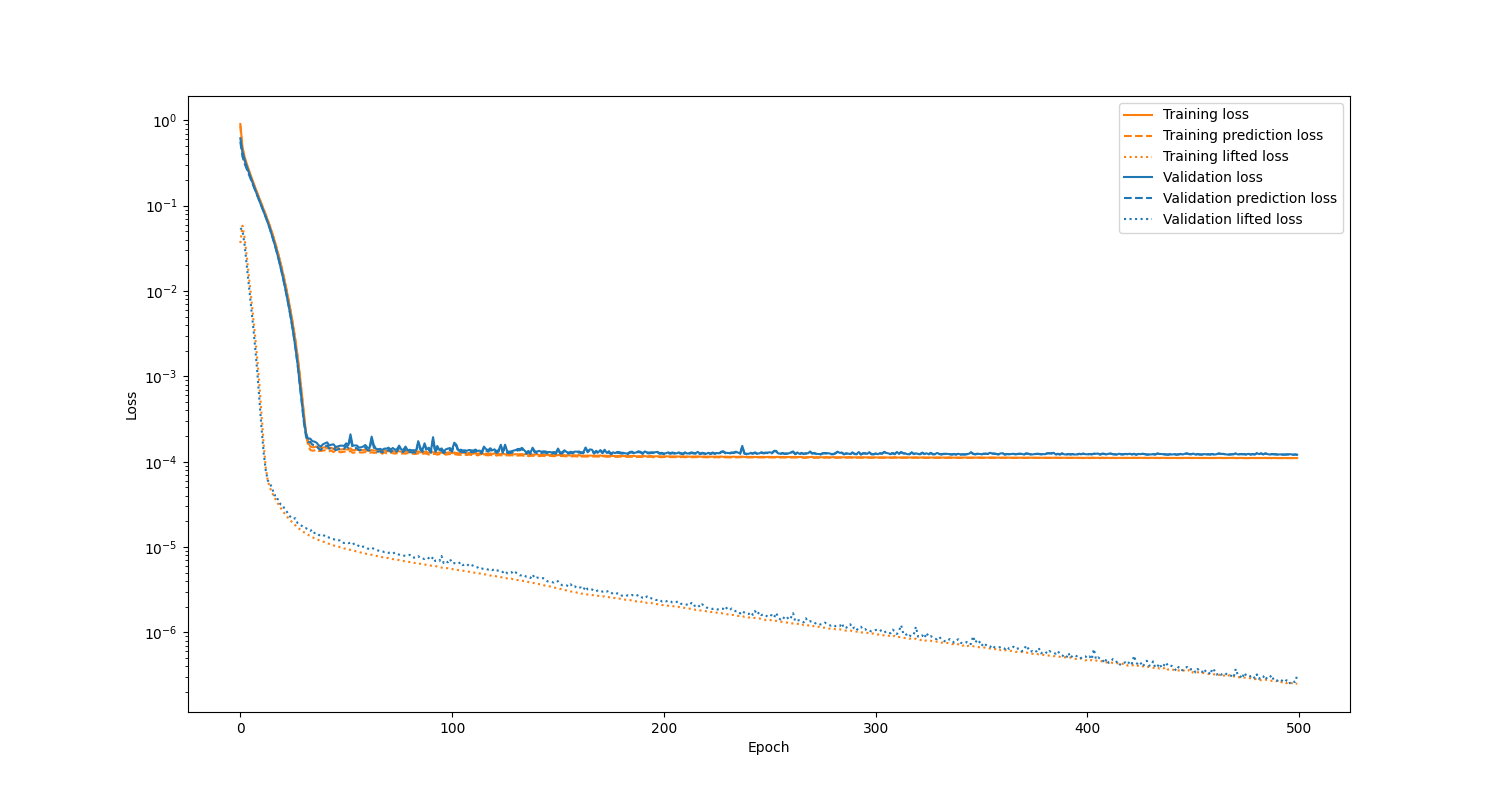 10⁰
10⁻¹
10⁻²
10⁻³
10⁻⁴
10⁻⁵
10⁻⁶
Loss
Training loss
Training prediction loss
Training lifted loss
Validation loss
Validation prediction loss
Validation lifted loss
0 100 200 300 400 500
Epoch